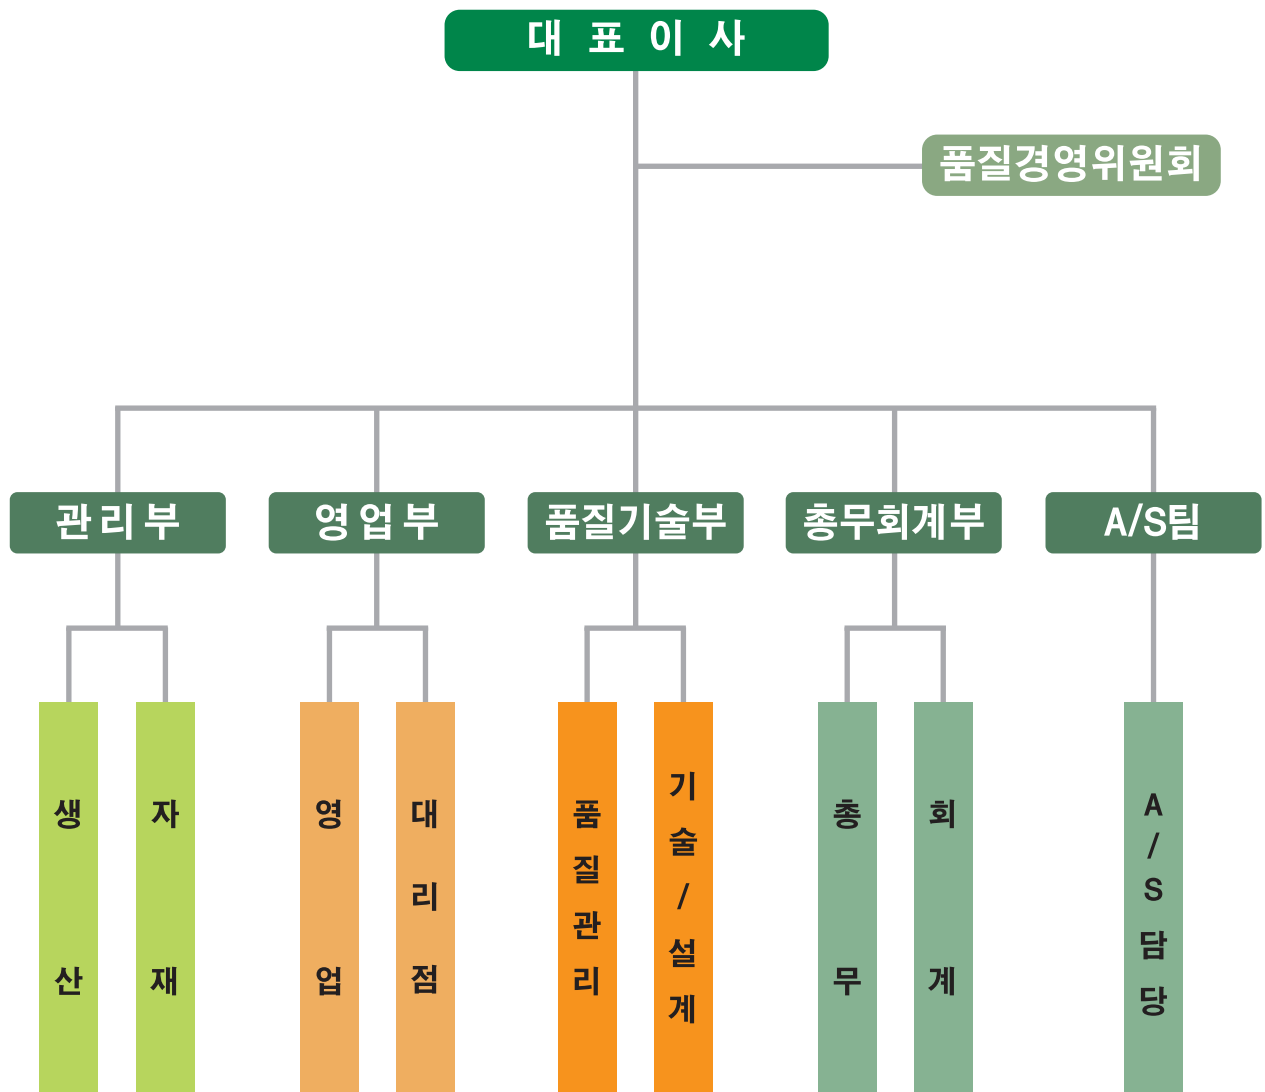 대 표 이 사
품질경영위원회
관리부
영업부
품질기술부
총무회계부
A/S팀
생산
자재
영업
대리점
품질관리
기술/설계
총무
회계
A/S담당